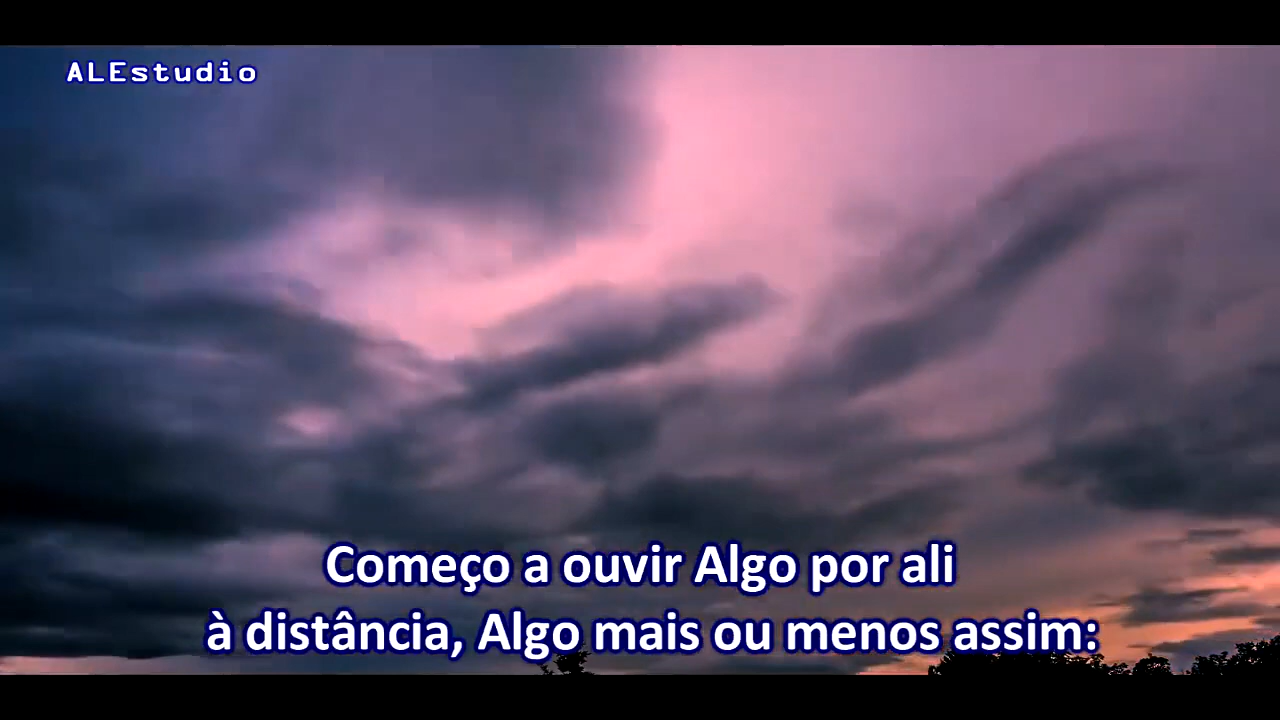 ALEstudio
Começo a ouvir Algo por ali
à distância, Algo mais ou menos assim: